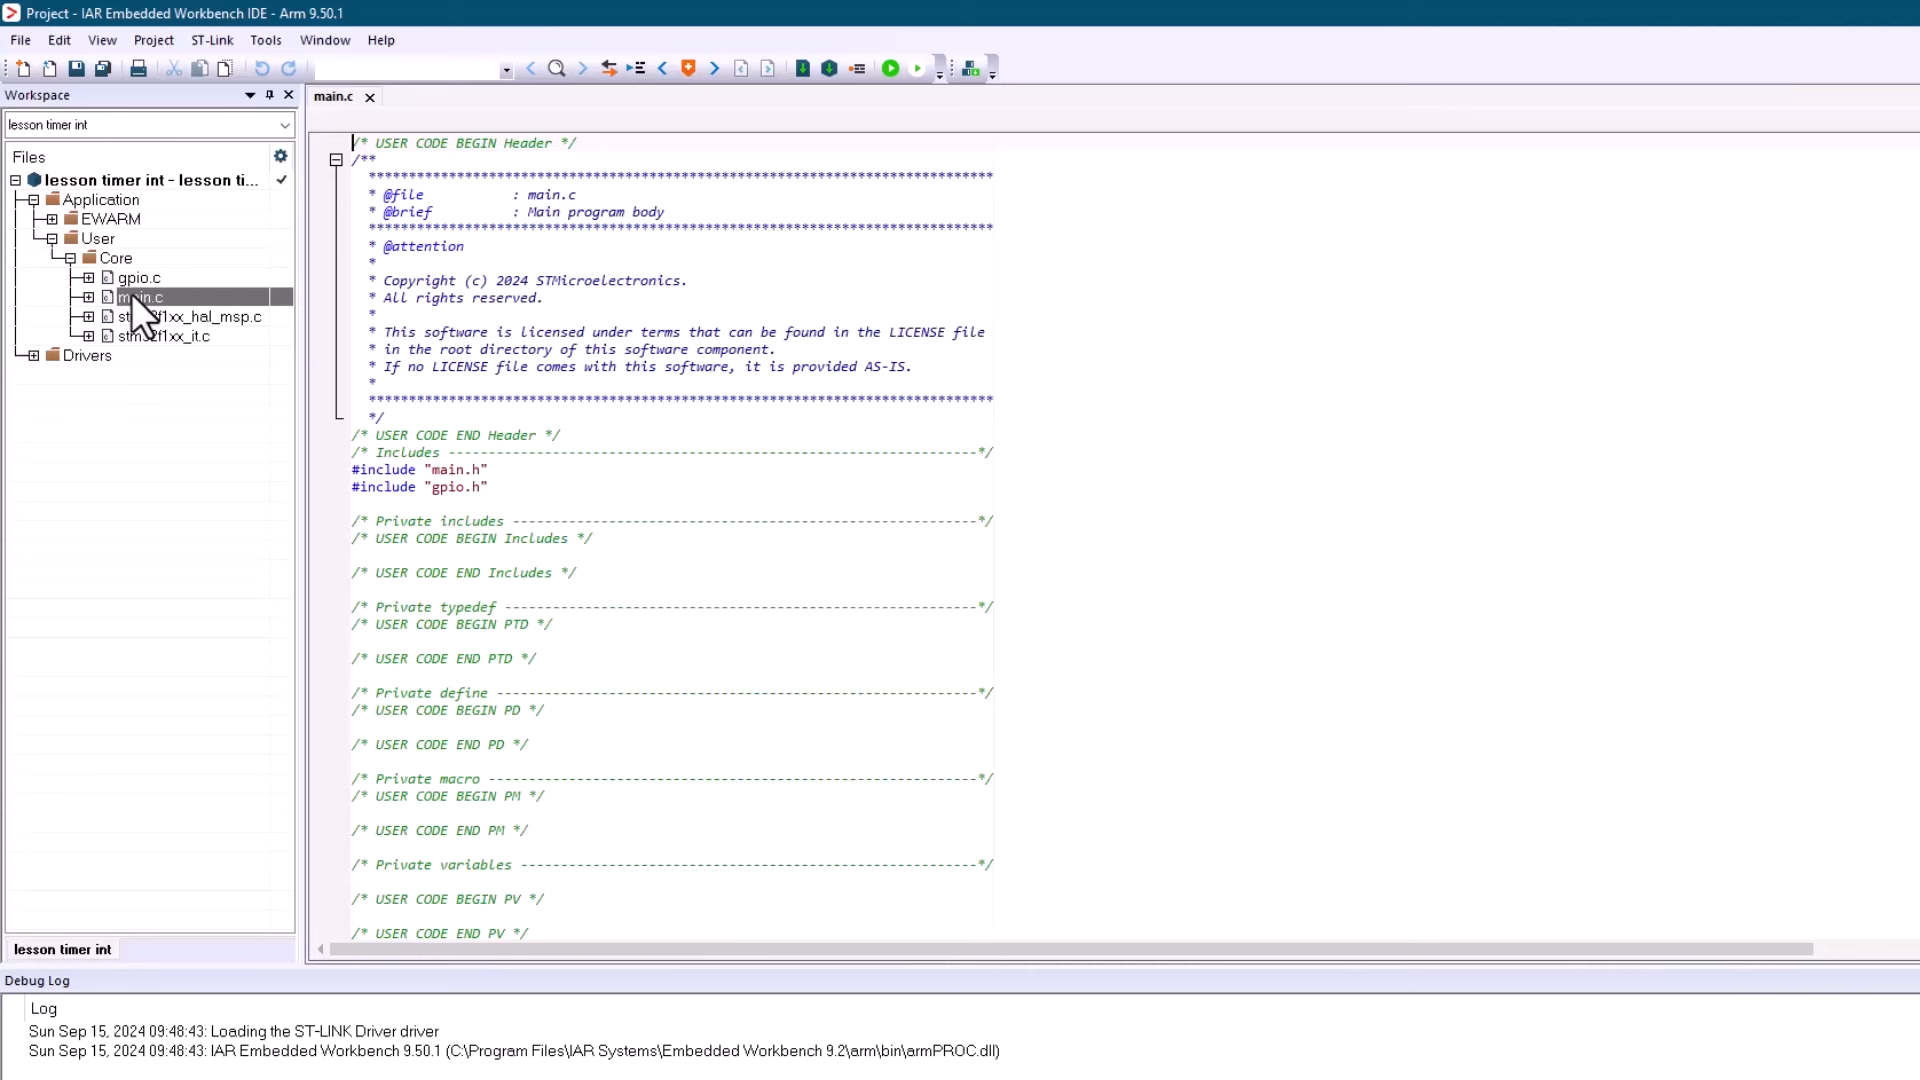 Project - IAR Embedded Workbench IDE - Arm 9.50.1
File Edit View Project ST-Link Tools Window Help
Workspace
main.c
lesson timer int
Files
lesson timer int - lesson ti...
Application
EWARM
User
Core
gpio.c
main.c
stm32f1xx_hal_msp.c
stm32f1xx_it.c
Drivers
lesson timer int
/* USER CODE BEGIN Header */
/**
******************************************************************************
* @file : main.c
* @brief : Main program body
******************************************************************************
* @attention
*
* Copyright (c) 2024 STMicroelectronics.
* All rights reserved.
*
* This software is licensed under terms that can be found in the LICENSE file
* in the root directory of this software component.
* If no LICENSE file comes with this software, it is provided AS-IS.
*
******************************************************************************
*/
/* USER CODE END Header */
/* Includes ------------------------------------------------------------------*/
#include "main.h"
#include "gpio.h"
/* Private includes ----------------------------------------------------------*/
/* USER CODE BEGIN Includes */
/* USER CODE END Includes */
/* Private typedef -----------------------------------------------------------*/
/* USER CODE BEGIN PTD */
/* USER CODE END PTD */
/* Private define ------------------------------------------------------------*/
/* USER CODE BEGIN PD */
/* USER CODE END PD */
/* Private macro -------------------------------------------------------------*/
/* USER CODE BEGIN PM */
/* USER CODE END PM */
/* Private variables ---------------------------------------------------------*/
/* USER CODE BEGIN PV */
/* USER CODE END PV */
Debug Log
Log
Sun Sep 15, 2024 09:48:43: Loading the ST-LINK Driver driver
Sun Sep 15, 2024 09:48:43: IAR Embedded Workbench 9.50.1 (C:\Program Files\IAR Systems\Embedded Workbench 9.2\arm\bin\armPROC.dll)